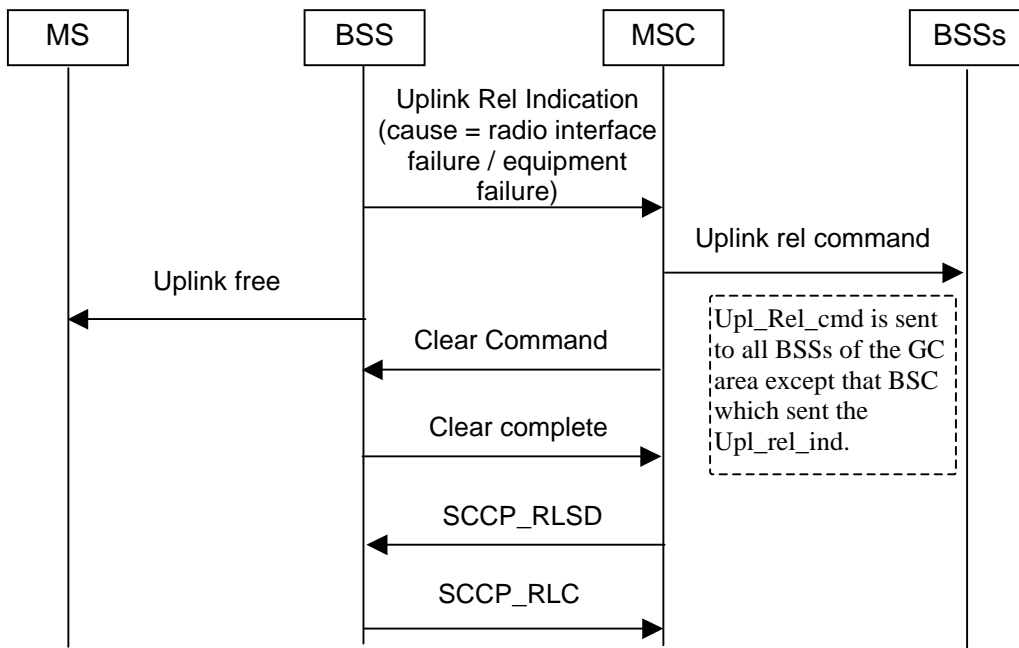 MS
BSS
MSC
BSSs
Uplink Rel Indication
(cause = radio interface
failure / equipment
failure)
Uplink rel command
Uplink free
Upl_Rel_cmd is sent
to all BSSs of the GC
area except that BSC
which sent the
Upl_rel_ind.
Clear Command
Clear complete
SCCP_RLSD
SCCP_RLC